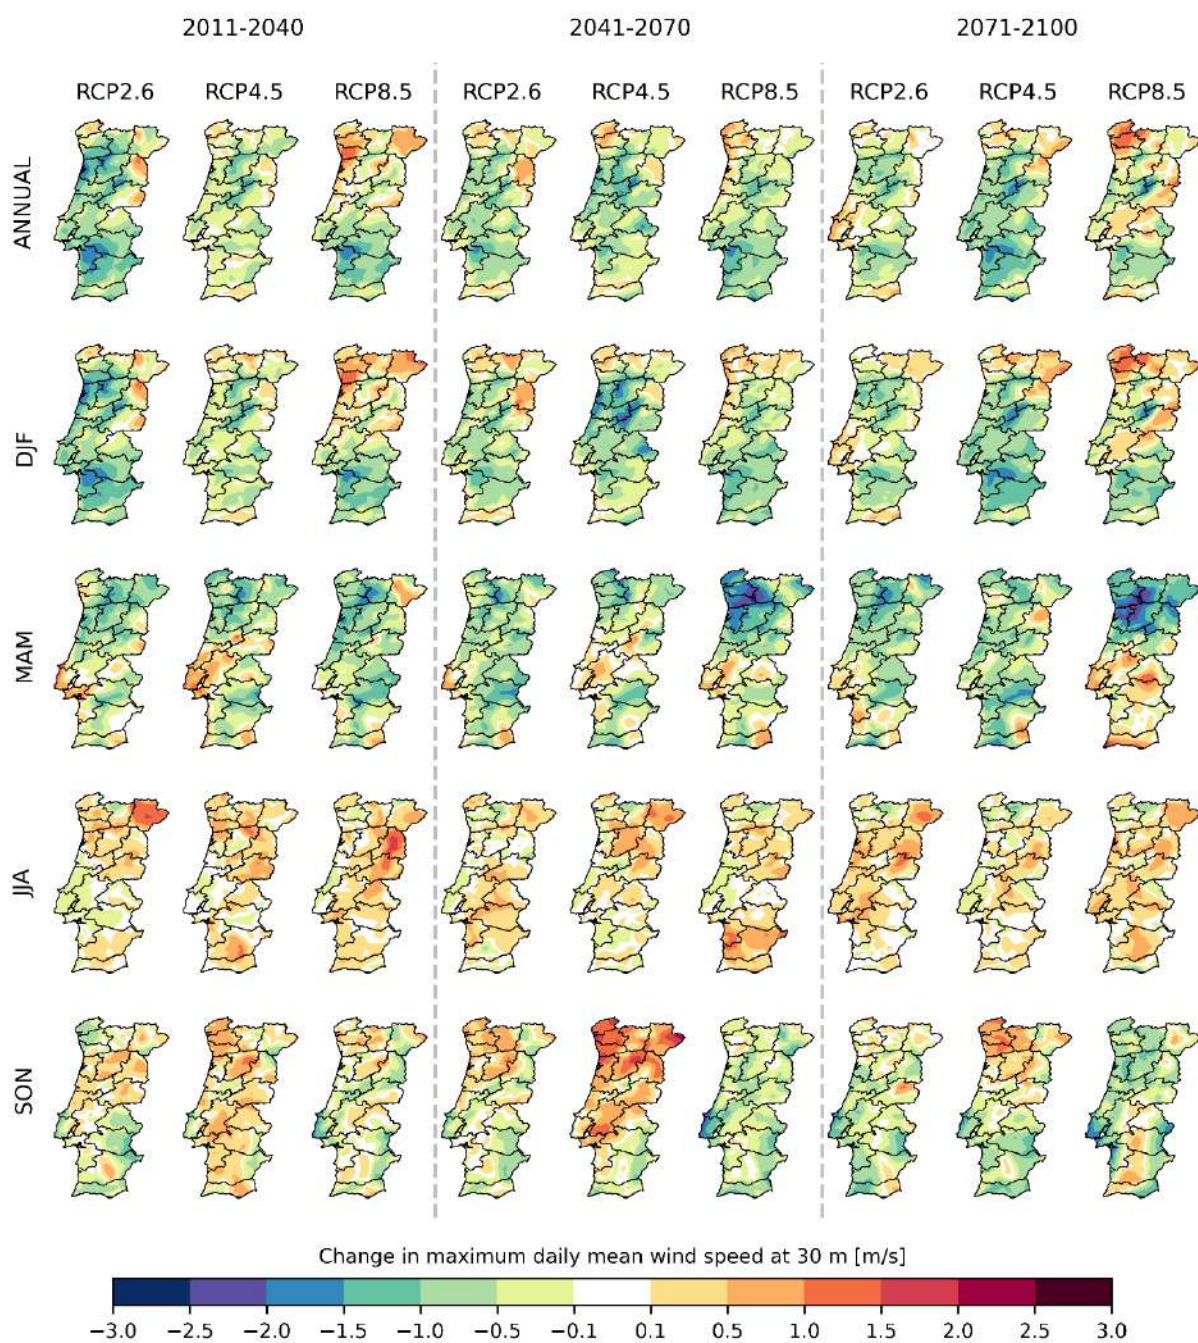 2011-2040 2041-2070 2071-2100
RCP2.6 RCP4.5 RCP8.5 RCP2.6 RCP4.5 RCP8.5 RCP2.6 RCP4.5 RCP8.5
ANNUAL
DJF
MAM
JJA
SON
Change in maximum daily mean wind speed at 30 m [m/s]
−3.0 −2.5 −2.0 −1.5 −1.0 −0.5 −0.1 0.1 0.5 1.0 1.5 2.0 2.5 3.0